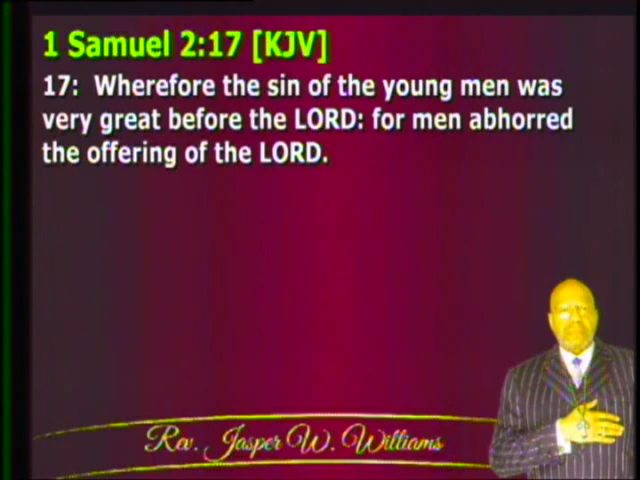 1 Samuel 2:17 [KJV]
17: Wherefore the sin of the young men was
very great before the LORD: for men abhorred
the offering of the LORD.
Rev. Jasper W. Williams